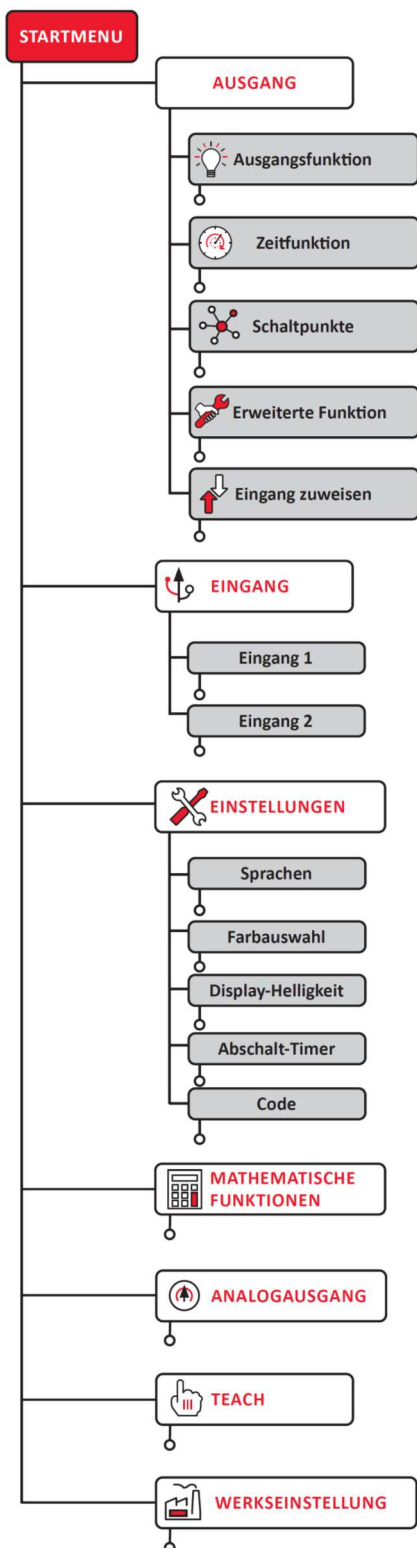 STARTMENU
AUSGANG
Ausgangsfunktion
Zeitfunktion
Schaltpunkte
Erweiterte Funktion
Eingang zuweisen
EINGANG
Eingang 1
Eingang 2
EINSTELLUNGEN
Sprachen
Farbauswahl
Display-Helligkeit
Abschalt-Timer
Code
MATHEMATISCHE
FUNKTIONEN
ANALOGAUSGANG
TEACH
WERKSEINSTELLUNG